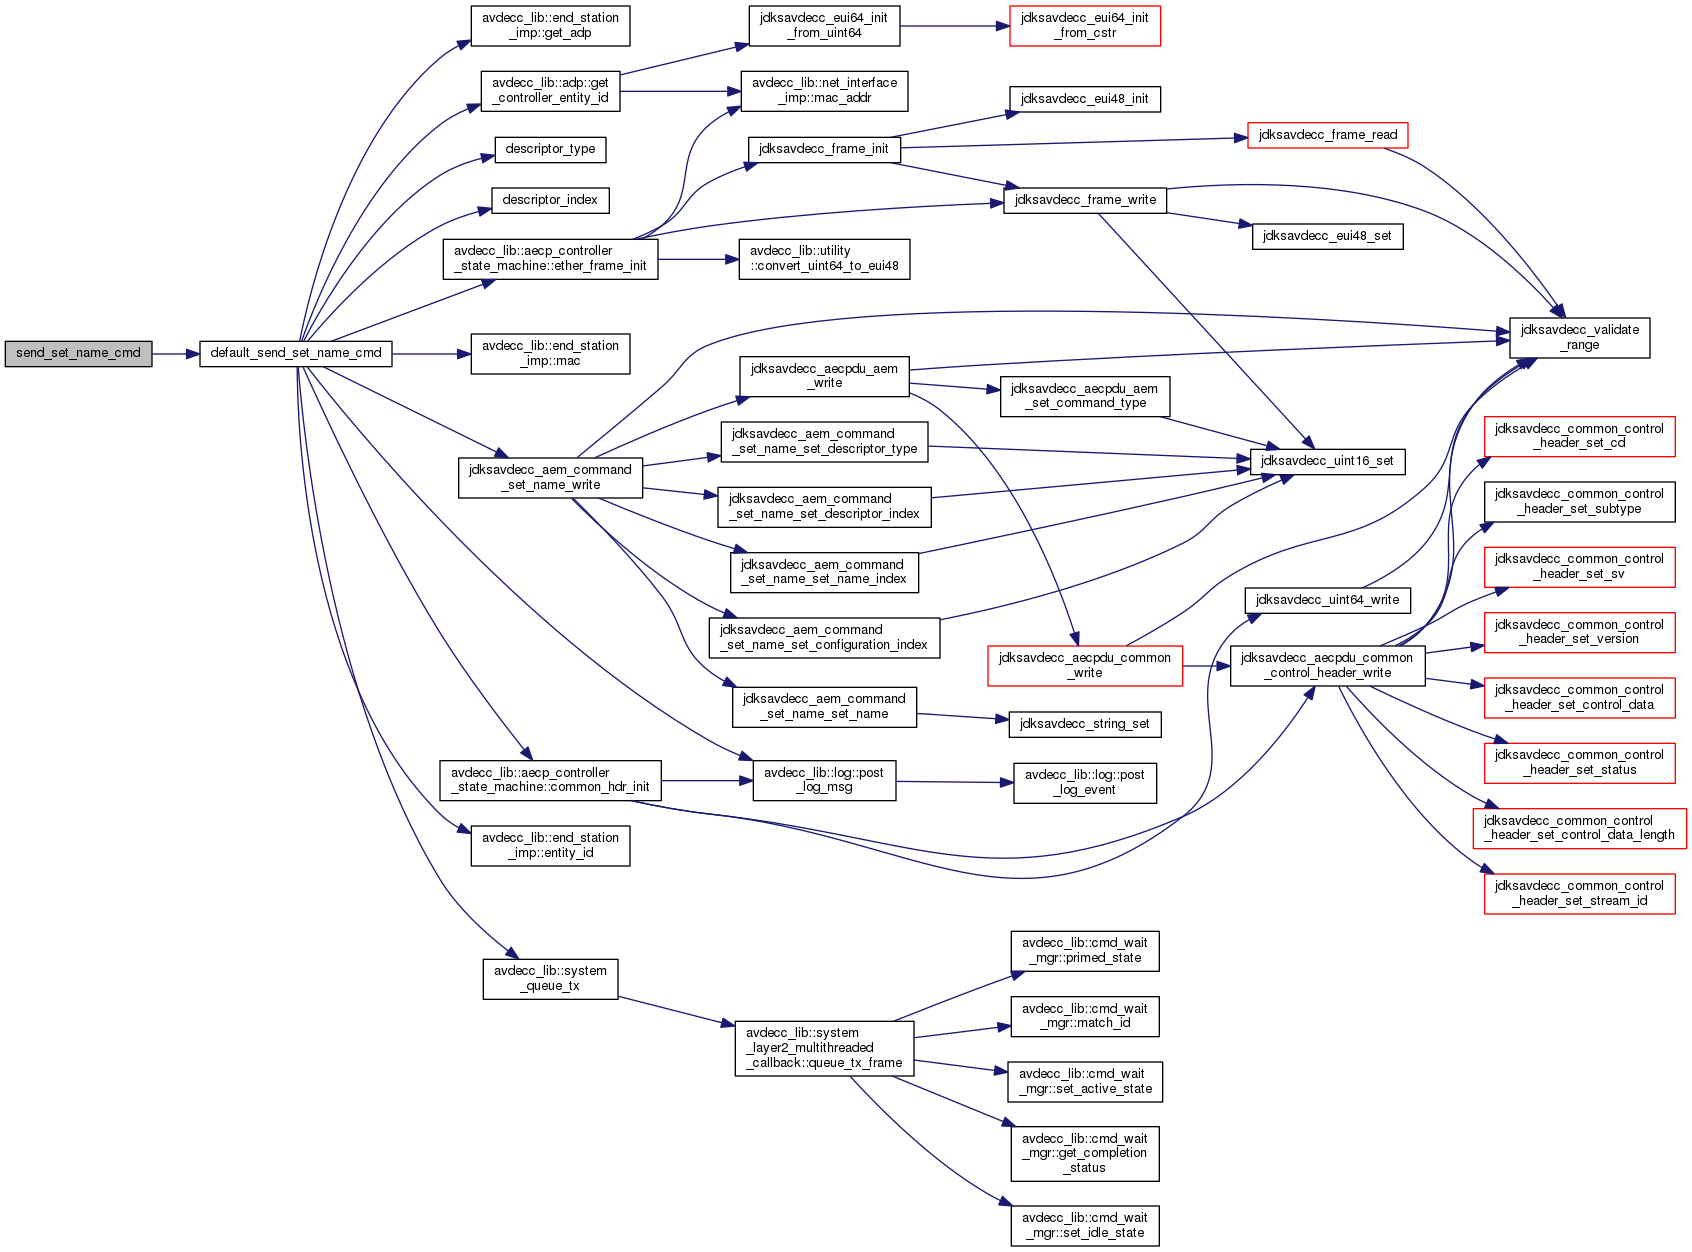 send_set_name_cmd
default_send_set_name_cmd
avdecc_lib::end_station
_imp::get_adp
avdecc_lib::adp::get
_controller_entity_id
descriptor_type
descriptor_index
avdecc_lib::aecp_controller
_state_machine::ether_frame_init
avdecc_lib::end_station
_imp::mac
jdksavdecc_aem_command
_set_name_write
avdecc_lib::aecp_controller
_state_machine::common_hdr_init
avdecc_lib::end_station
_imp::entity_id
avdecc_lib::system
_queue_tx
jdksavdecc_eui64_init
_from_uint64
avdecc_lib::net_interface
_imp::mac_addr
jdksavdecc_frame_init
avdecc_lib::utility
::convert_uint64_to_eui48
jdksavdecc_aecpdu_aem
_write
jdksavdecc_aem_command
_set_name_set_descriptor_type
jdksavdecc_aem_command
_set_name_set_descriptor_index
jdksavdecc_aem_command
_set_name_set_name_index
jdksavdecc_aem_command
_set_name_set_configuration_index
jdksavdecc_aem_command
_set_name_set_name
avdecc_lib::log::post
_log_msg
avdecc_lib::system
_layer2_multithreaded
_callback::queue_tx_frame
jdksavdecc_eui64_init
_from_cstr
jdksavdecc_eui48_init
jdksavdecc_frame_write
jdksavdecc_aecpdu_aem
_set_command_type
jdksavdecc_aecpdu_common
_write
jdksavdecc_string_set
avdecc_lib::log::post
_log_event
avdecc_lib::cmd_wait
_mgr::primed_state
avdecc_lib::cmd_wait
_mgr::match_id
avdecc_lib::cmd_wait
_mgr::set_active_state
avdecc_lib::cmd_wait
_mgr::get_completion
_status
avdecc_lib::cmd_wait
_mgr::set_idle_state
jdksavdecc_frame_read
jdksavdecc_eui48_set
jdksavdecc_uint16_set
jdksavdecc_uint64_write
jdksavdecc_aecpdu_common
_control_header_write
jdksavdecc_validate
_range
jdksavdecc_common_control
_header_set_cd
jdksavdecc_common_control
_header_set_subtype
jdksavdecc_common_control
_header_set_sv
jdksavdecc_common_control
_header_set_version
jdksavdecc_common_control
_header_set_control_data
jdksavdecc_common_control
_header_set_status
jdksavdecc_common_control
_header_set_control_data_length
jdksavdecc_common_control
_header_set_stream_id